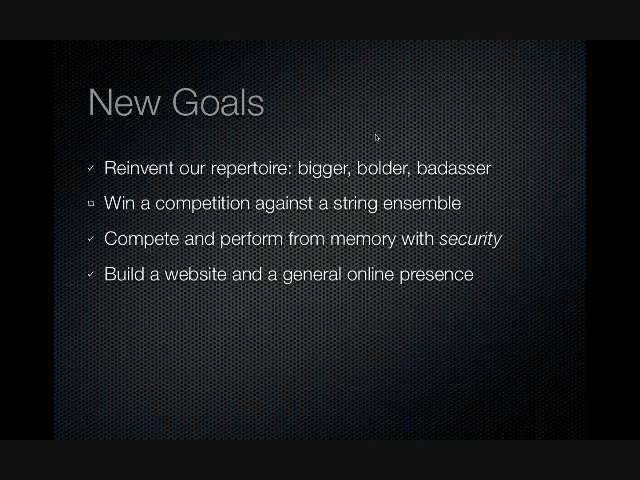 New Goals
✓ Reinvent our repertoire: bigger, bolder, badasser
▫ Win a competition against a string ensemble
✓ Compete and perform from memory with security
✓ Build a website and a general online presence